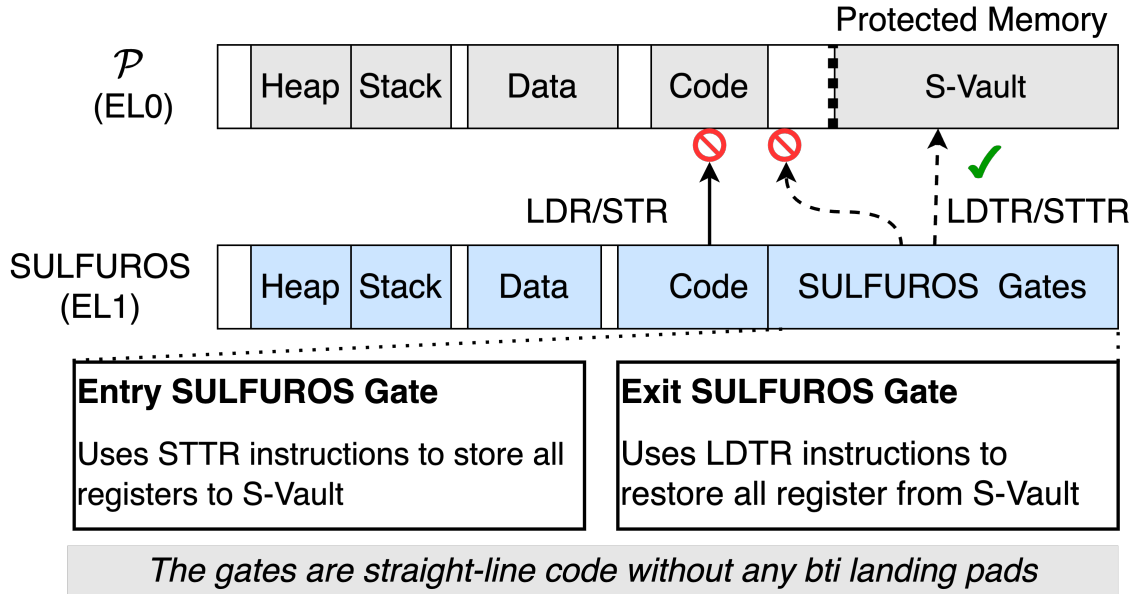 Protected Memory
𝒫
(EL0)
Heap
Stack
Data
Code
S-Vault
LDR/STR
LDTR/STTR
SULFUROS
(EL1)
Heap
Stack
Data
Code
SULFUROS Gates
Entry SULFUROS Gate
Uses STTR instructions to store all
registers to S-Vault
Exit SULFUROS Gate
Uses LDTR instructions to
restore all register from S-Vault
The gates are straight-line code without any bti landing pads